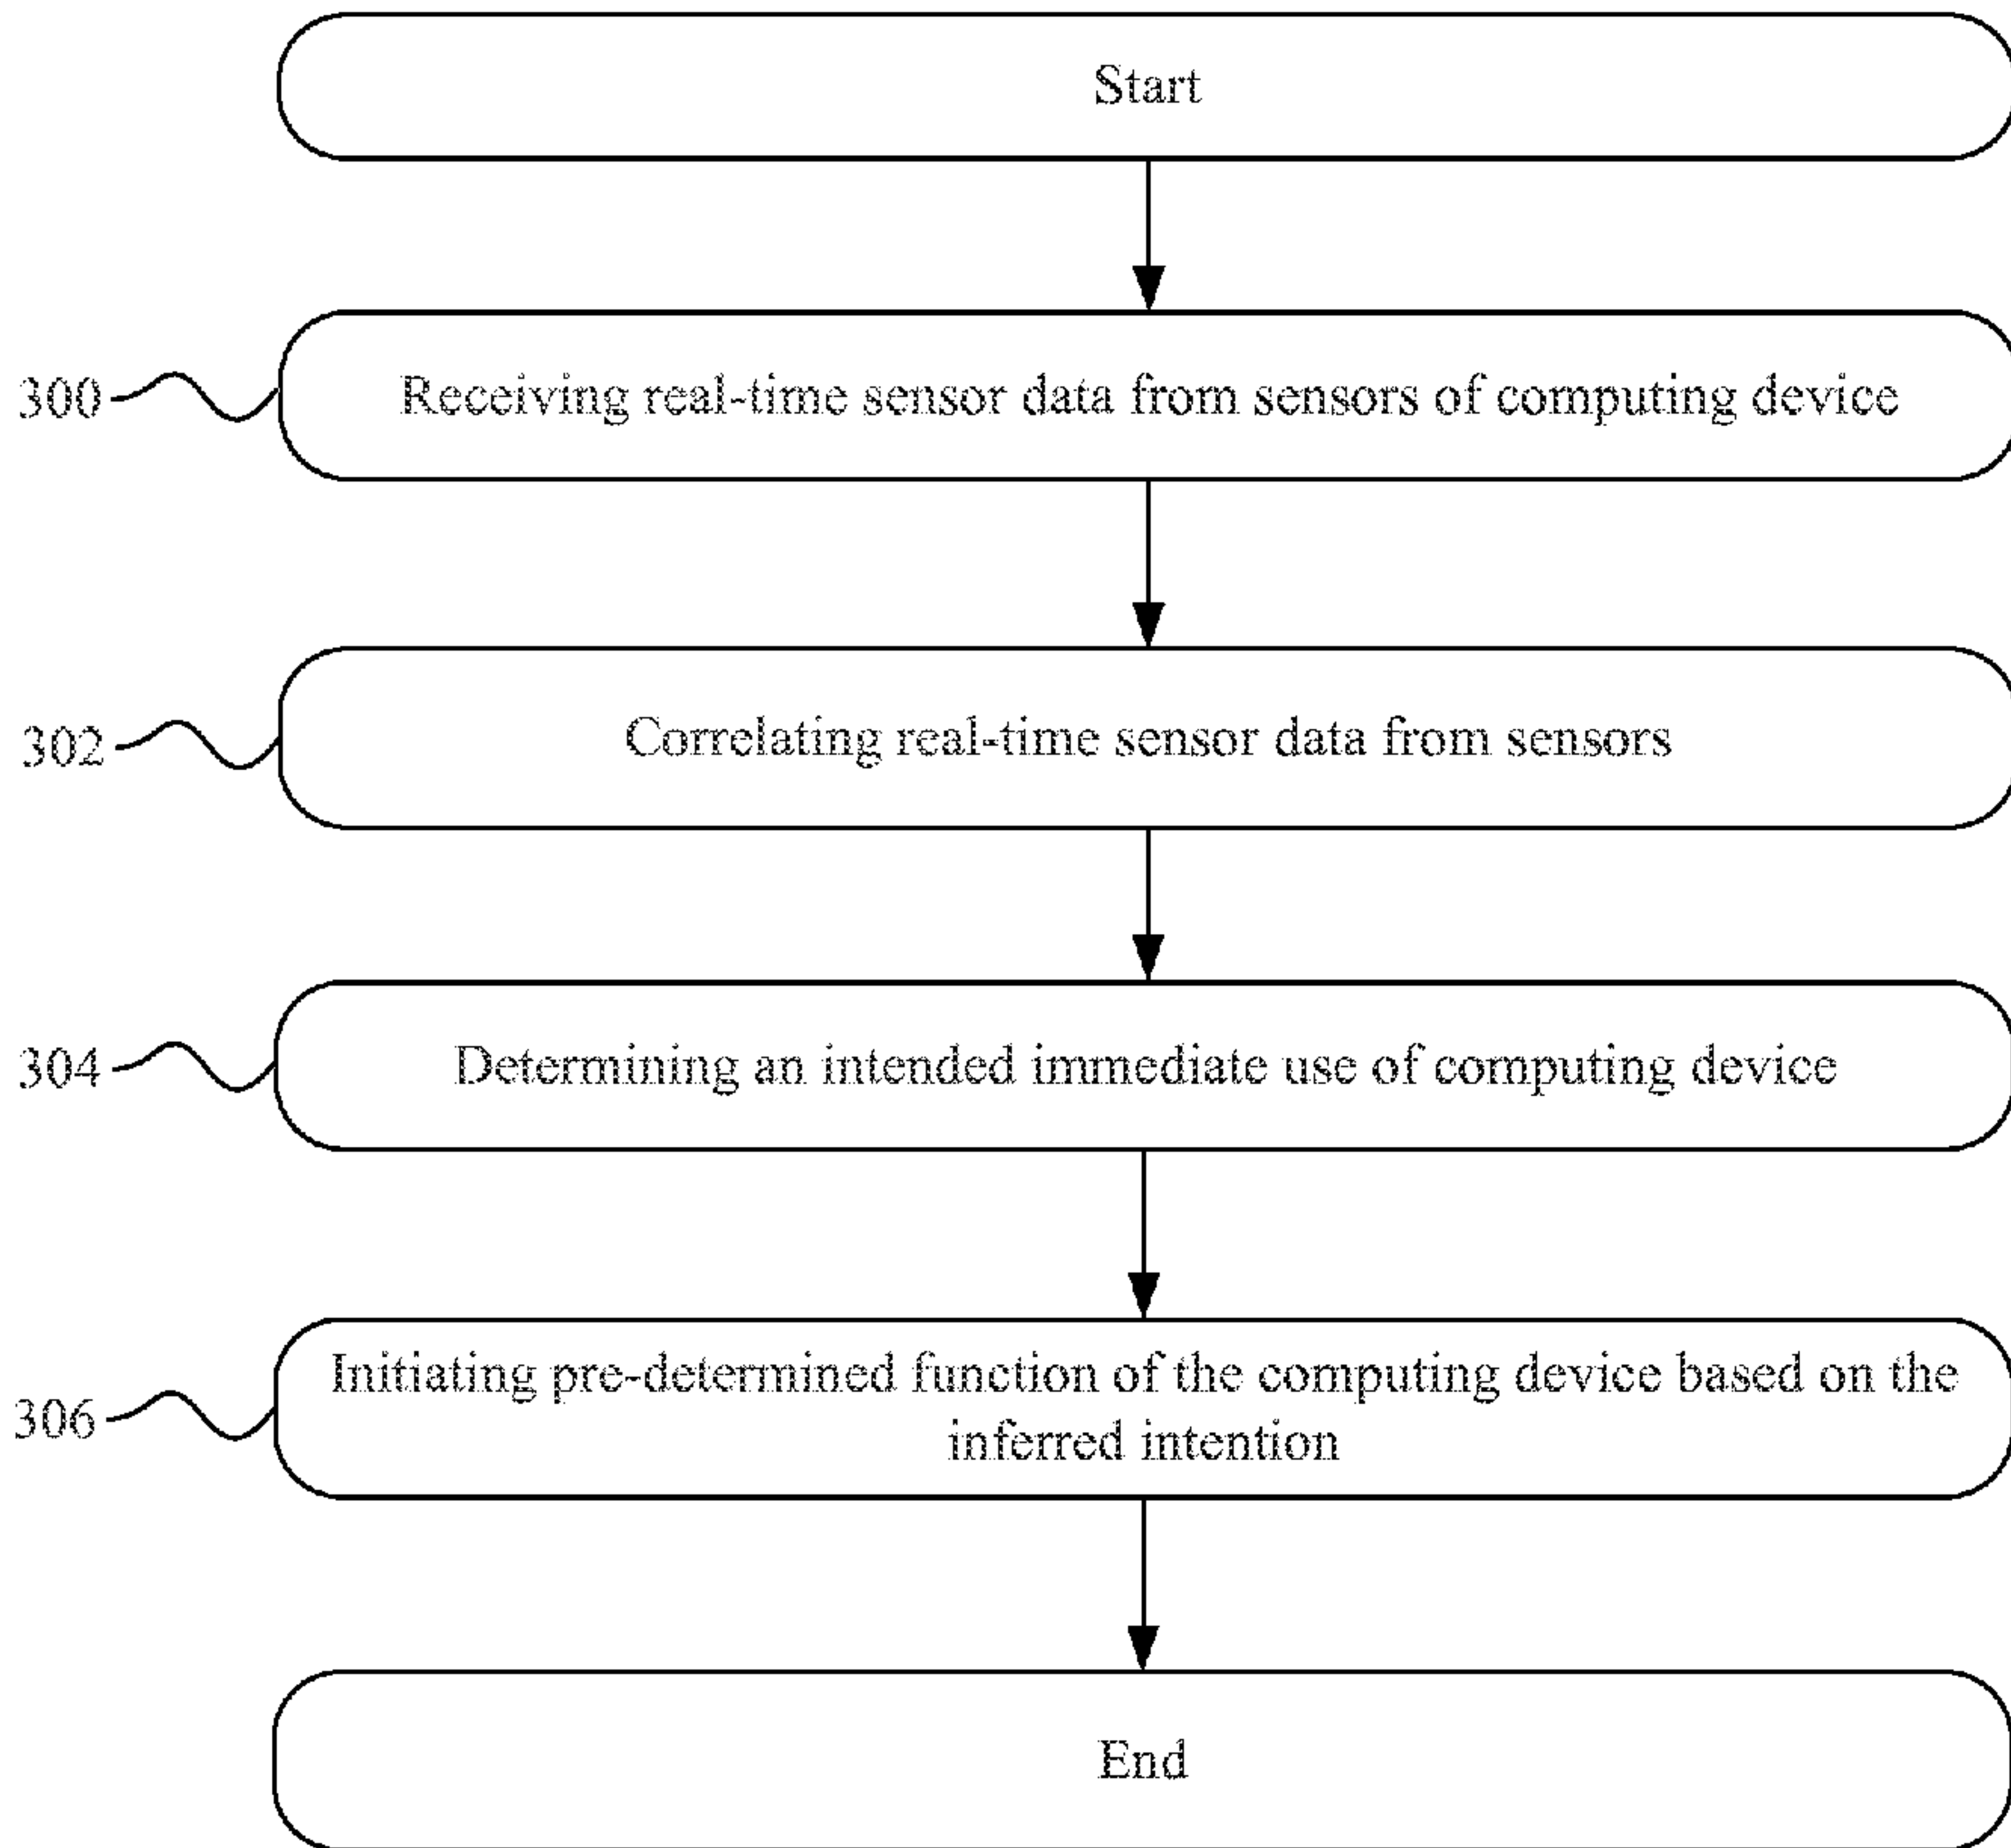 Start
300
Receiving real-time sensor data from sensors of computing device
302
Correlating real-time sensor data from sensors
304
Determining an intended immediate use of computing device
306
Initiating pre-determined function of the computing device based on the
inferred intention
End